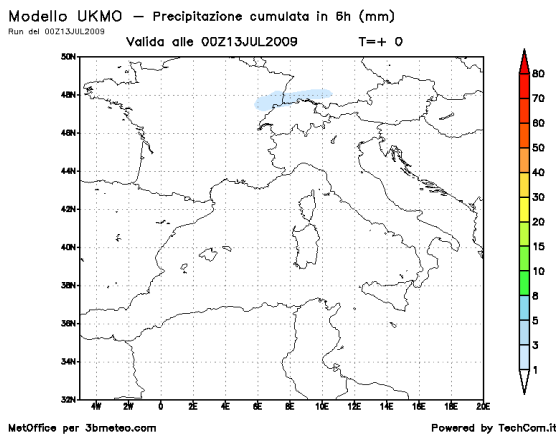 Modello UKMO – Precipitazione cumulata in 6h (mm)
Run del 00Z13JUL2009
Valida alle 00Z13JUL2009 T=+ 0
50N
48N
46N
44N
42N
40N
38N
36N
34N
32N
4W 2W 0 2E 4E 6E 8E 10E 12E 14E 16E 18E 20E
80
70
60
50
40
30
20
15
10
8
5
3
1
MetOffice per 3bmeteo.com Powered by TechCom.it